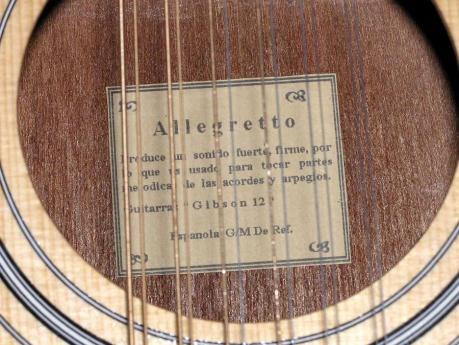 Allegretto
Produce un sonido fuerte, firme, por
lo que es usado para tocar partes
melodicas de las acordes y arpegios.
Guitarra: "Gibson 12"
Espanola G/M De Ref.